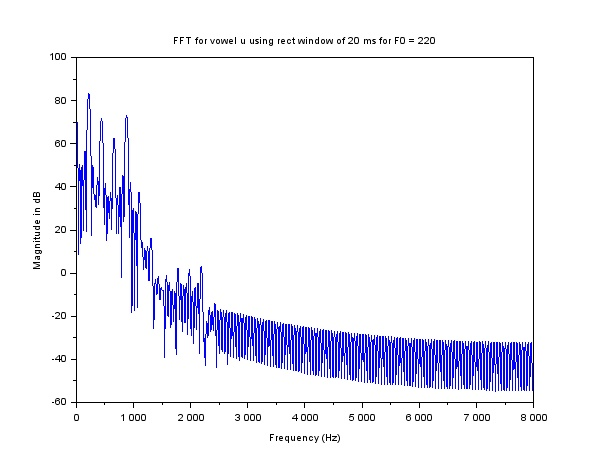 FFT for vowel u using rect window of 20 ms for F0 = 220
100
80
60
40
20
0
-20
-40
-60
Magnitude in dB
0 1 000 2 000 3 000 4 000 5 000 6 000 7 000 8 000
Frequency (Hz)